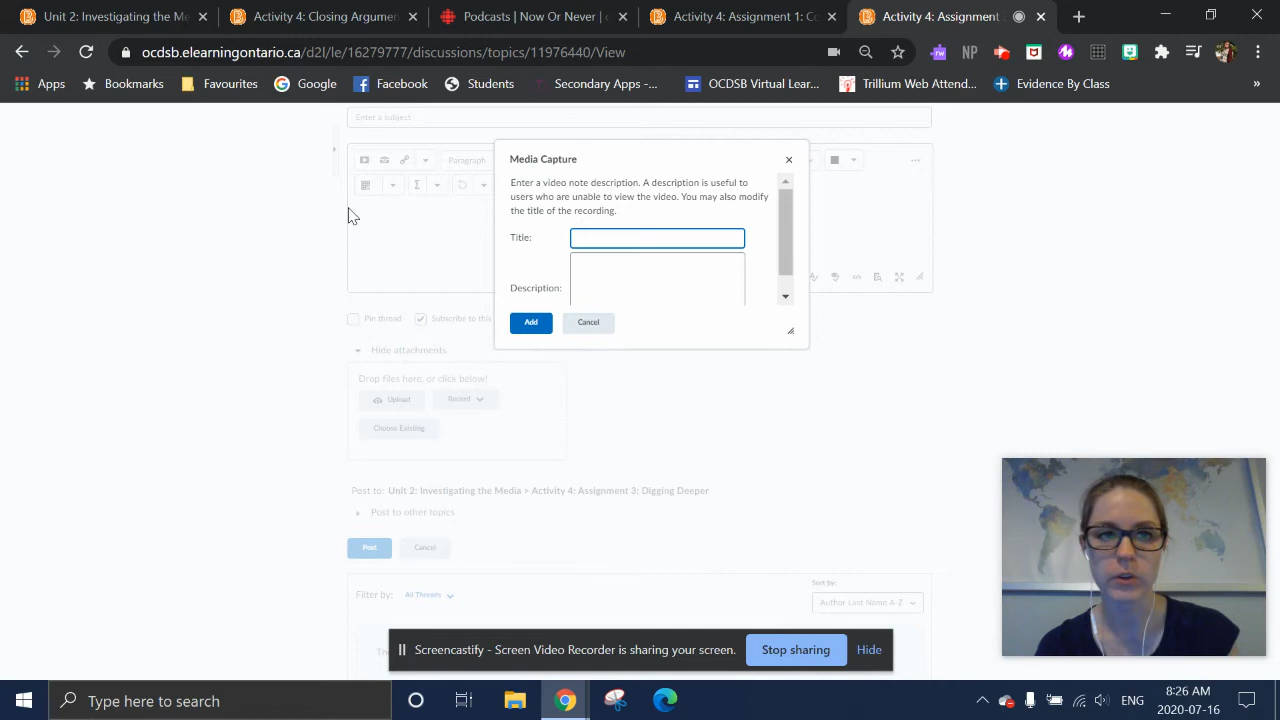 Unit 2: Investigating the Me
Activity 4: Closing Argumen
Podcasts | Now Or Never |
Activity 4: Assignment 1: Co
Activity 4: Assignment
ocdsb.elearningontario.ca/d2l/le/16279777/discussions/topics/11976440/View
Apps
Bookmarks
Favourites
Google
Facebook
Students
Secondary Apps -...
OCDSB Virtual Lear...
Trillium Web Attend...
Evidence By Class
»
Enter a subject
Paragraph
Media Capture
Enter a video note description. A description is useful to
users who are unable to view the video. You may also modify
the title of the recording.
Title:
Description:
Add
Cancel
Pin thread
Subscribe to this
Hide attachments
Drop files here, or click below!
Upload
Record
Choose Existing
Post to: Unit 2: Investigating the Media > Activity 4: Assignment 3: Digging Deeper
Post to other topics
Post
Cancel
Filter by: All Threads
Sort by:
Author Last Name A-Z
Screencastify - Screen Video Recorder is sharing your screen.
Stop sharing
Hide
Type here to search
ENG
8:26 AM
2020-07-16